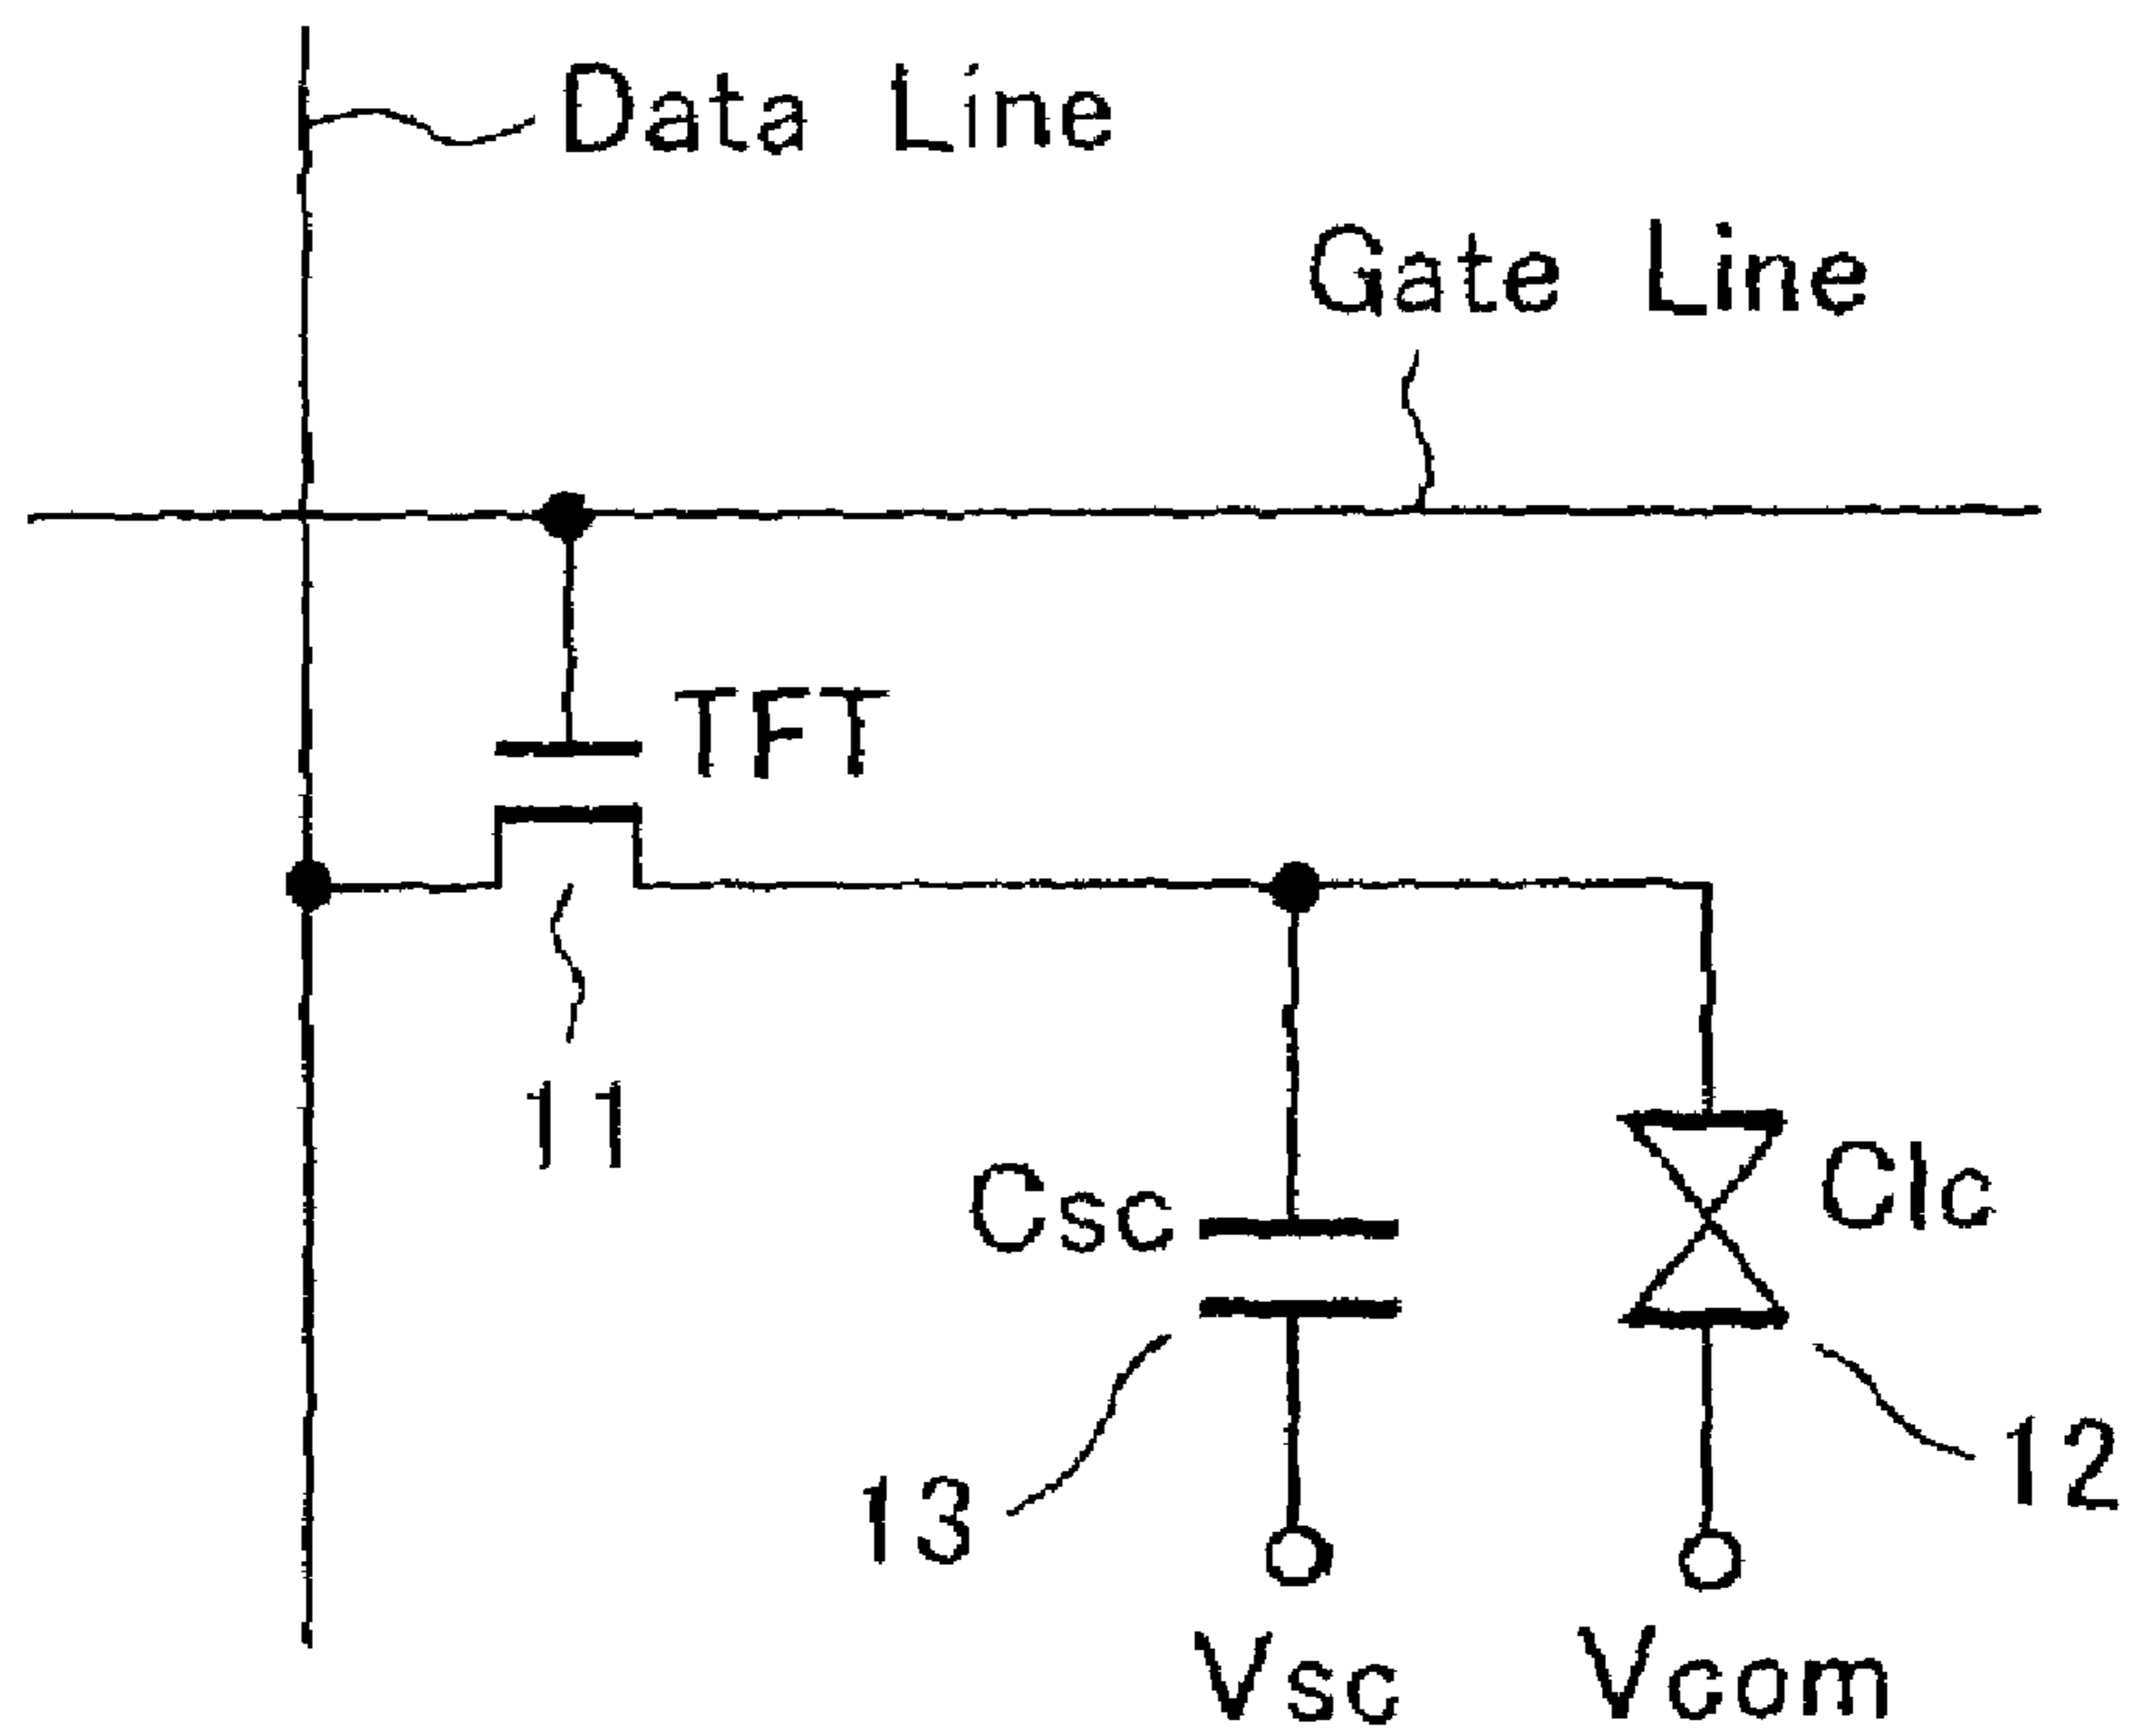 Data Line
Gate Line
TFT
11
Csc
Clc
13
12
Vsc
Vcom